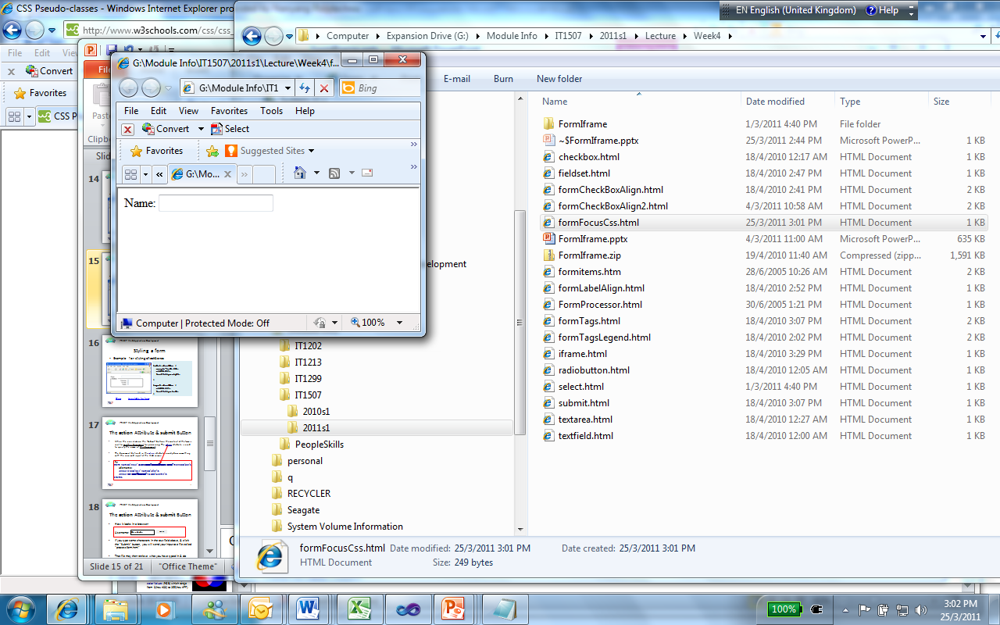 CSS Pseudo-classes - Windows Internet Explorer pro
EN English (United Kingdom)
Help
http://www.w3schools.com/css/css
File Edit View
Convert
Favorites
CSS P
Computer Expansion Drive (G:) Module Info IT1507 2011s1 Lecture Week4
E-mail Burn New folder
Name Date modified Type Size
FormIframe 1/3/2011 4:40 PM File folder
~$FormIframe.pptx 25/3/2011 2:44 PM Microsoft PowerP... 1 KB
checkbox.html 18/4/2010 12:17 AM HTML Document 1 KB
fieldset.html 18/4/2010 2:47 PM HTML Document 1 KB
formCheckBoxAlign.html 18/4/2010 2:41 PM HTML Document 2 KB
formCheckBoxAlign2.html 4/3/2011 10:58 AM HTML Document 2 KB
formFocusCss.html 25/3/2011 3:01 PM HTML Document 1 KB
FormIframe.pptx 4/3/2011 11:00 AM Microsoft PowerP... 635 KB
FormIframe.zip 19/4/2010 11:40 AM Compressed (zipp... 1,591 KB
formitems.htm 28/6/2005 10:26 AM HTML Document 2 KB
formLabelAlign.html 18/4/2010 2:52 PM HTML Document 1 KB
FormProcessor.html 30/6/2005 1:21 PM HTML Document 1 KB
formTags.html 18/4/2010 3:07 PM HTML Document 2 KB
formTagsLegend.html 18/4/2010 2:02 PM HTML Document 2 KB
iframe.html 18/4/2010 3:29 PM HTML Document 1 KB
radiobutton.html 18/4/2010 12:05 AM HTML Document 1 KB
select.html 1/3/2011 4:40 PM HTML Document 1 KB
submit.html 18/4/2010 3:07 PM HTML Document 1 KB
textarea.html 18/4/2010 12:27 AM HTML Document 1 KB
textfield.html 18/4/2010 12:00 AM HTML Document 1 KB
G:\Module Info\IT1507\2011s1\Lecture\Week4\f...
G:\Module Info\IT1
Bing
File Edit View Favorites Tools Help
Convert Select
Favorites Suggested Sites
G:\Mo...
Name:
Computer | Protected Mode: Off
100%
elopment
IT1202
IT1213
IT1299
IT1507
2010s1
2011s1
PeopleSkills
personal
q
RECYCLER
Seagate
System Volume Information
Fil
Past
Clipb
Slid
14
15
16
Styling a form
17
The action Attribute & submit Button
18
The action Attribute & submit Button
Slide 15 of 21 "Office Theme"
formFocusCss.html Date modified: 25/3/2011 3:01 PM Date created: 25/3/2011 3:01 PM
HTML Document Size: 249 bytes
100%
3:02 PM
25/3/2011